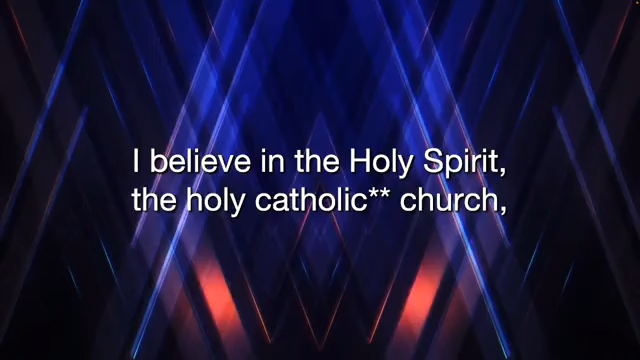 I believe in the Holy Spirit,
the holy catholic** church,